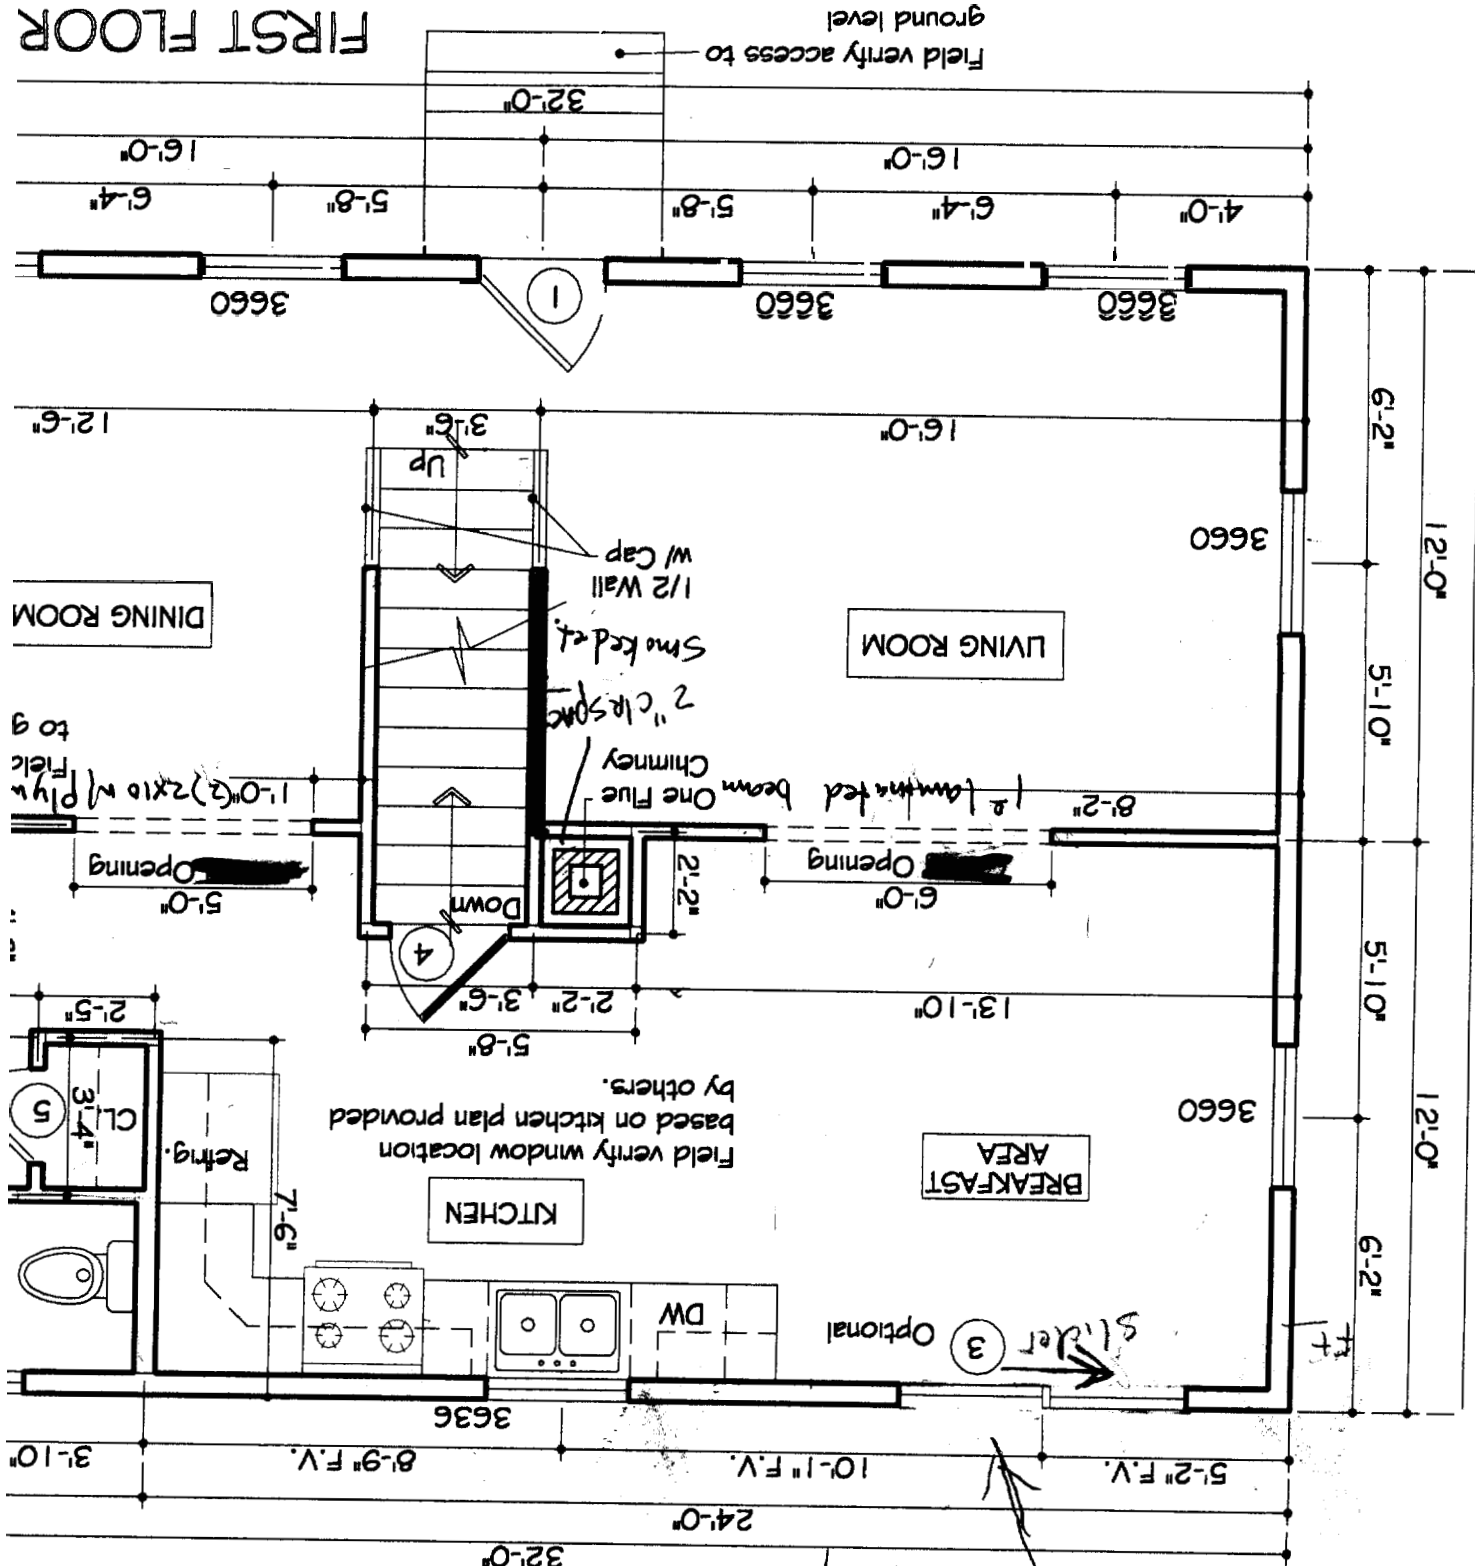 32'-0"
24'-0"
5'-2" F.V.
10'-1" F.V.
8'-9" F.V.
3'-10"
3636
slider
3
Optional
DW
6'-2"
12'-0"
BREAKFAST
AREA
KITCHEN
7'-6"
Refrig.
CL
3'-4"
5
3660
Field verify window location
based on kitchen plan provided
by others.
5'-8"
13'-10"
2'-2"
3'-6"
2'-5"
5'-10"
4
Down
6'-0"
Opening
2'-2"
5'-0"
Opening
8'-2"
laminated beam
One Flue
Chimney
1'-0"
(2) 2x10 w/ plyw
Field
to g
2" clr space
Smoke det.
5'-10"
12'-0"
LIVING ROOM
1/2 Wall
w/ Cap
DINING ROOM
3660
Up
6'-2"
16'-0"
3'-6"
12'-6"
3660
3660
1
3660
4'-0"
6'-4"
5'-8"
5'-8"
6'-4"
16'-0"
16'-0"
32'-0"
Field verify access to
ground level
FIRST FLOOR